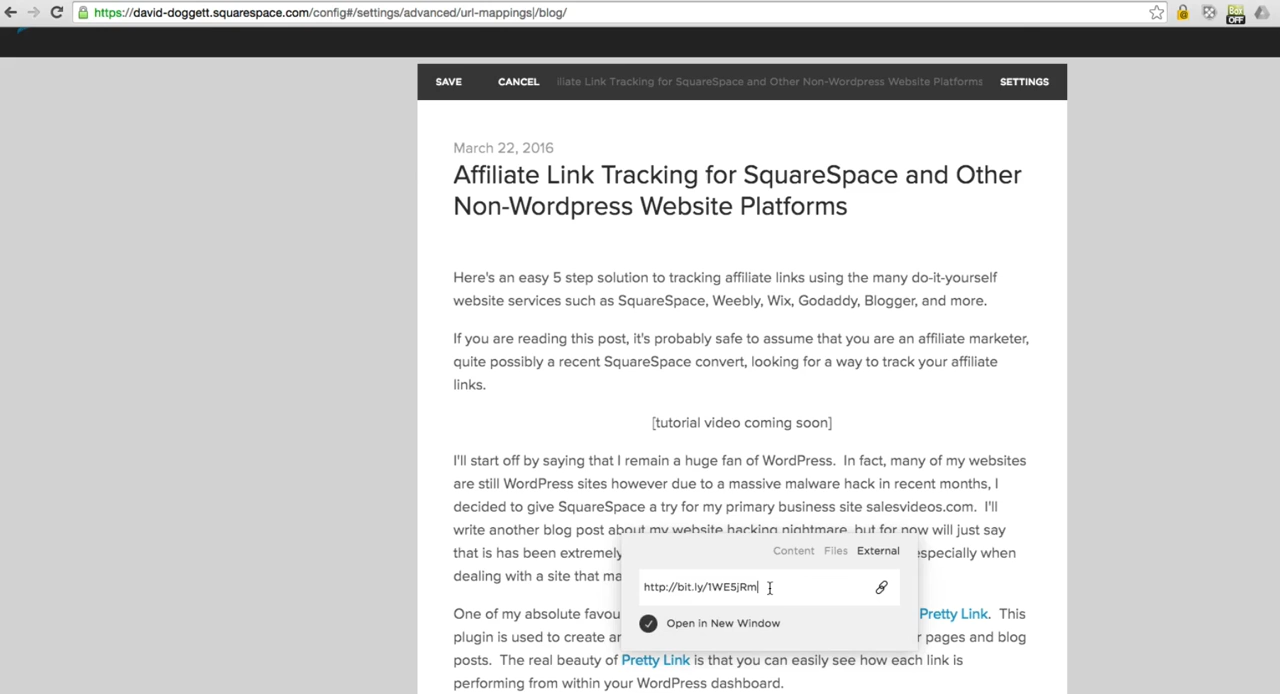 https://david-doggett.squarespace.com/config#/settings/advanced/url-mappings|/blog/
Box
OFF
SAVE CANCEL iliate Link Tracking for SquareSpace and Other Non-Wordpress Website Platforms SETTINGS
March 22, 2016
Affiliate Link Tracking for SquareSpace and Other
Non-Wordpress Website Platforms
Here's an easy 5 step solution to tracking affiliate links using the many do-it-yourself
website services such as SquareSpace, Weebly, Wix, Godaddy, Blogger, and more.
If you are reading this post, it's probably safe to assume that you are an affiliate marketer,
quite possibly a recent SquareSpace convert, looking for a way to track your affiliate
links.
[tutorial video coming soon]
I'll start off by saying that I remain a huge fan of WordPress. In fact, many of my websites
are still WordPress sites however due to a massive malware hack in recent months, I
decided to give SquareSpace a try for my primary business site salesvideos.com. I'll
write another blog post about my website hacking nightmare, but for now will just say
that is has been extremely especially when
dealing with a site that ma
Content Files External
http://bit.ly/1WE5jRm
Open in New Window
One of my absolute favou Pretty Link. This
plugin is used to create an r pages and blog
posts. The real beauty of Pretty Link is that you can easily see how each link is
performing from within your WordPress dashboard.